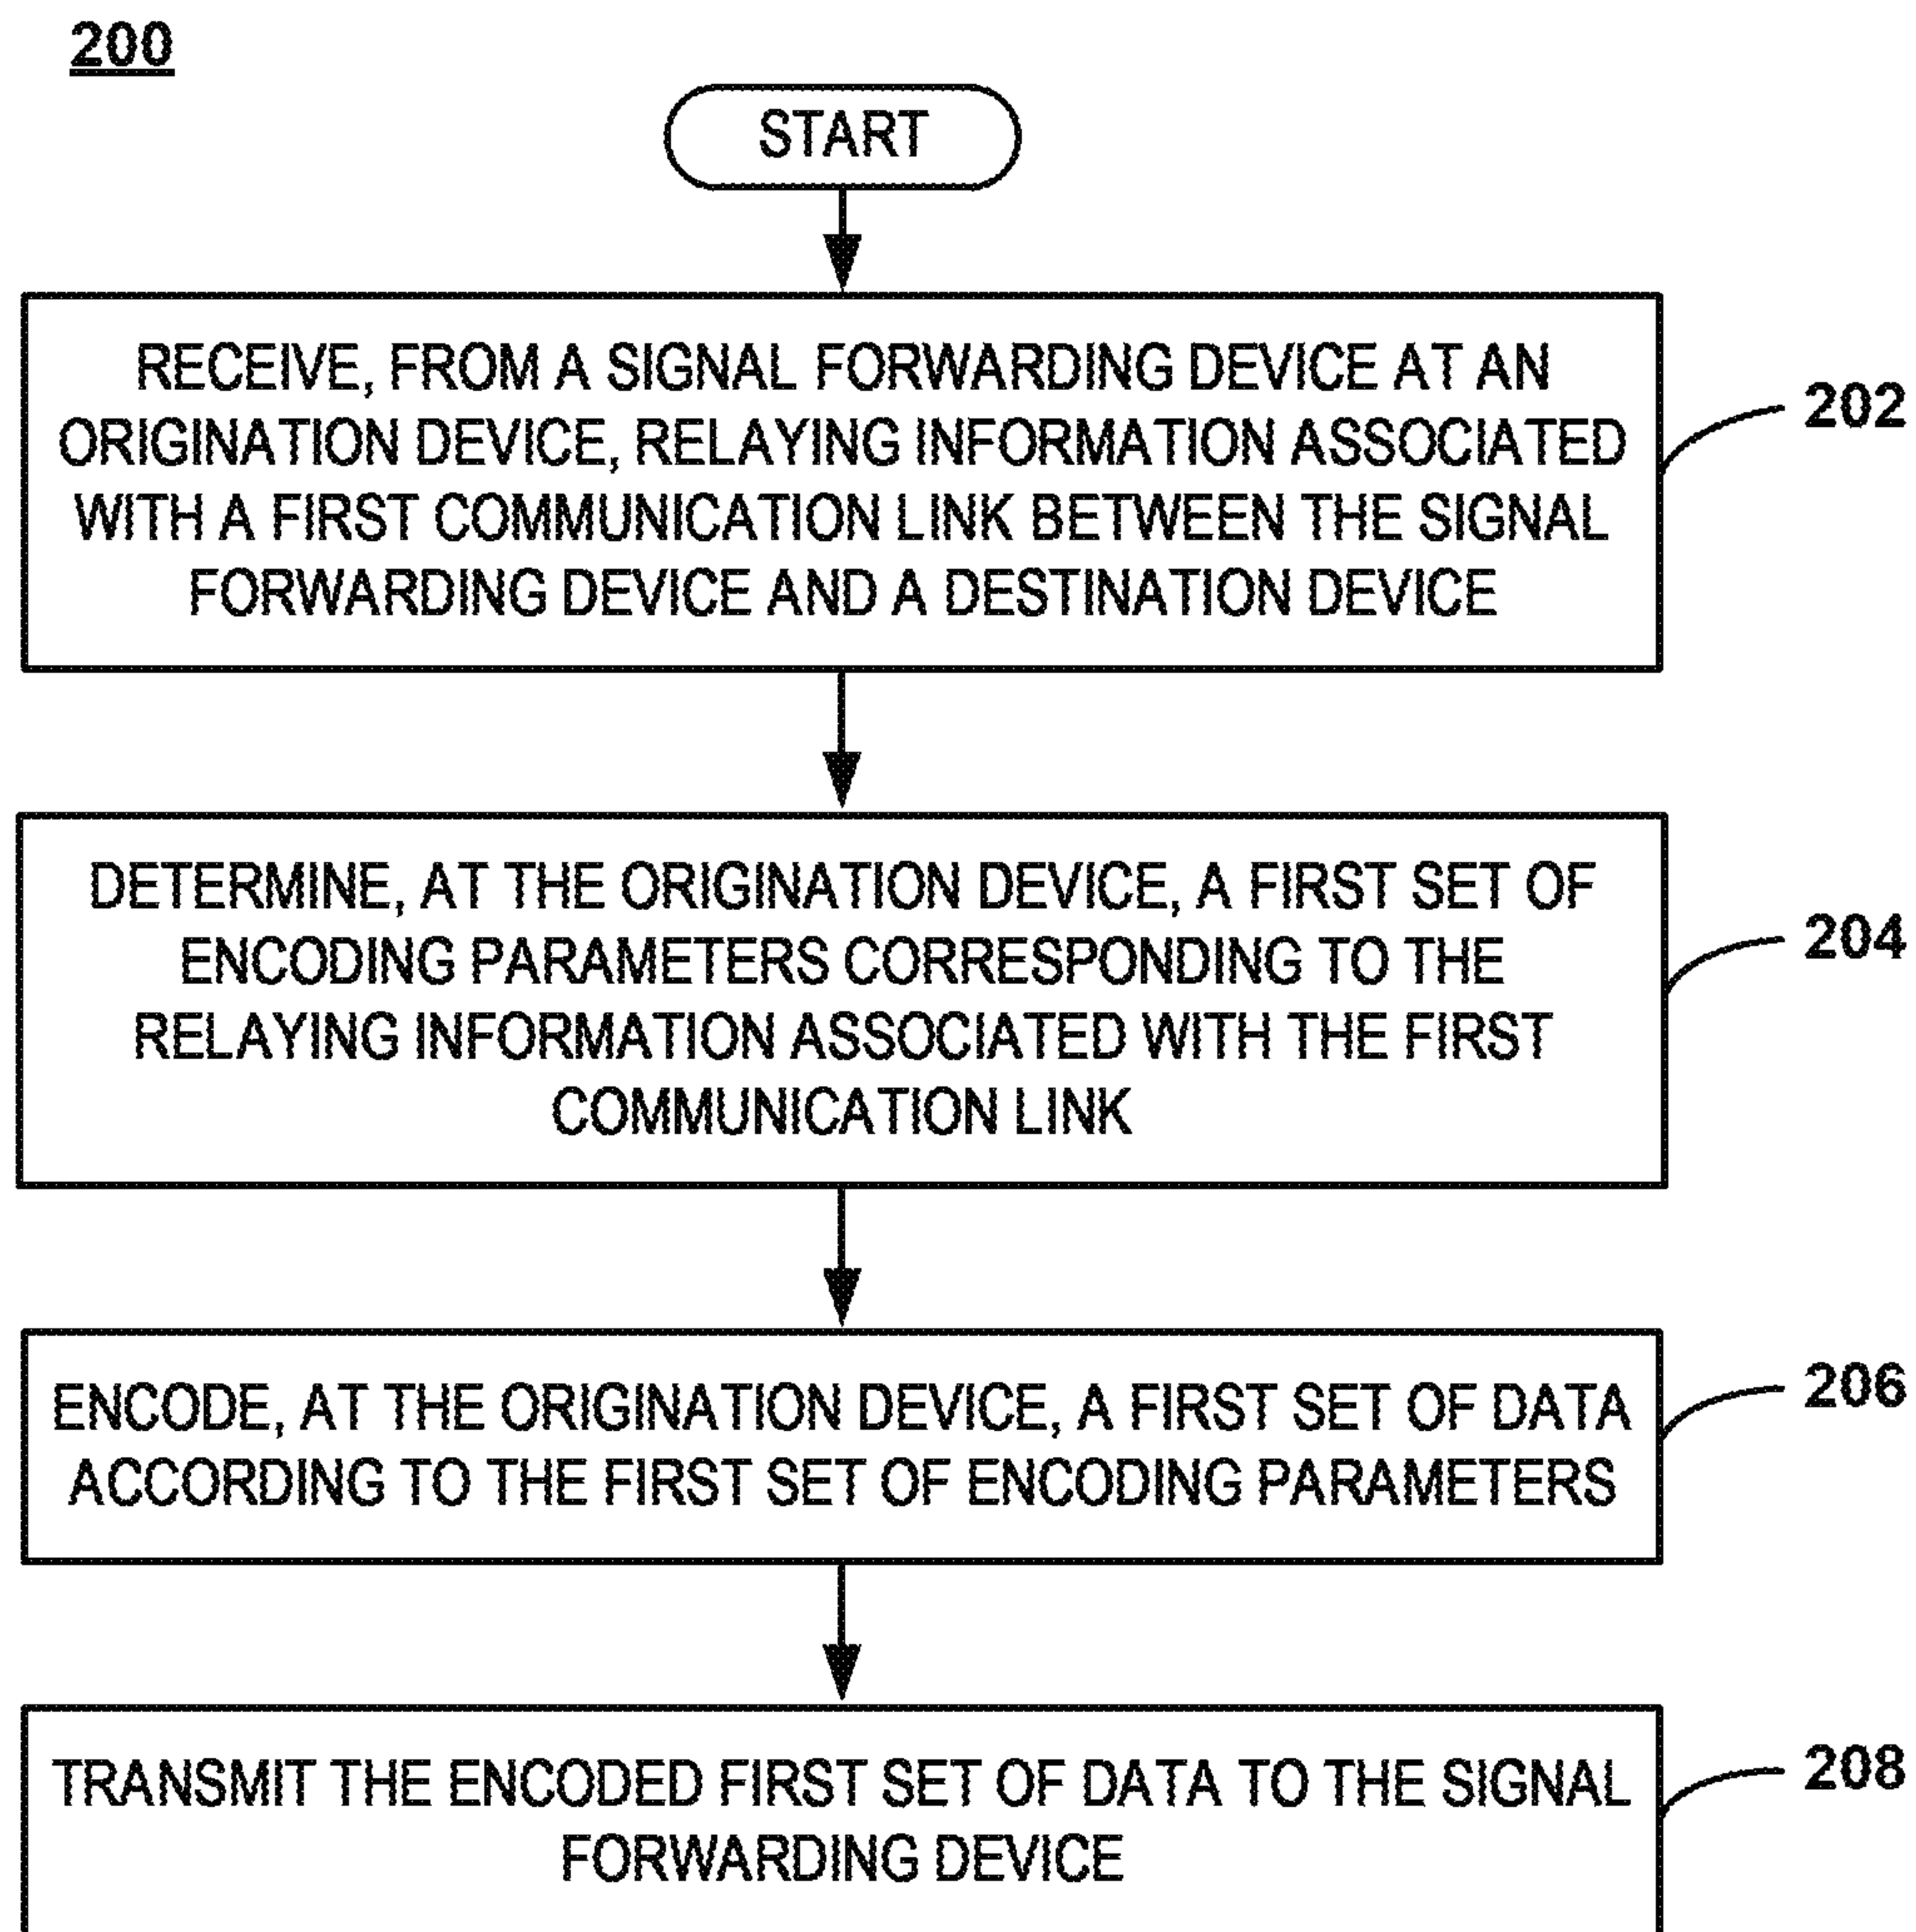 200
START
RECEIVE, FROM A SIGNAL FORWARDING DEVICE AT AN
ORIGINATION DEVICE, RELAYING INFORMATION ASSOCIATED
WITH A FIRST COMMUNICATION LINK BETWEEN THE SIGNAL
FORWARDING DEVICE AND A DESTINATION DEVICE
202
DETERMINE, AT THE ORIGINATION DEVICE, A FIRST SET OF
ENCODING PARAMETERS CORRESPONDING TO THE
RELAYING INFORMATION ASSOCIATED WITH THE FIRST
COMMUNICATION LINK
204
ENCODE, AT THE ORIGINATION DEVICE, A FIRST SET OF DATA
ACCORDING TO THE FIRST SET OF ENCODING PARAMETERS
206
TRANSMIT THE ENCODED FIRST SET OF DATA TO THE SIGNAL
FORWARDING DEVICE
208